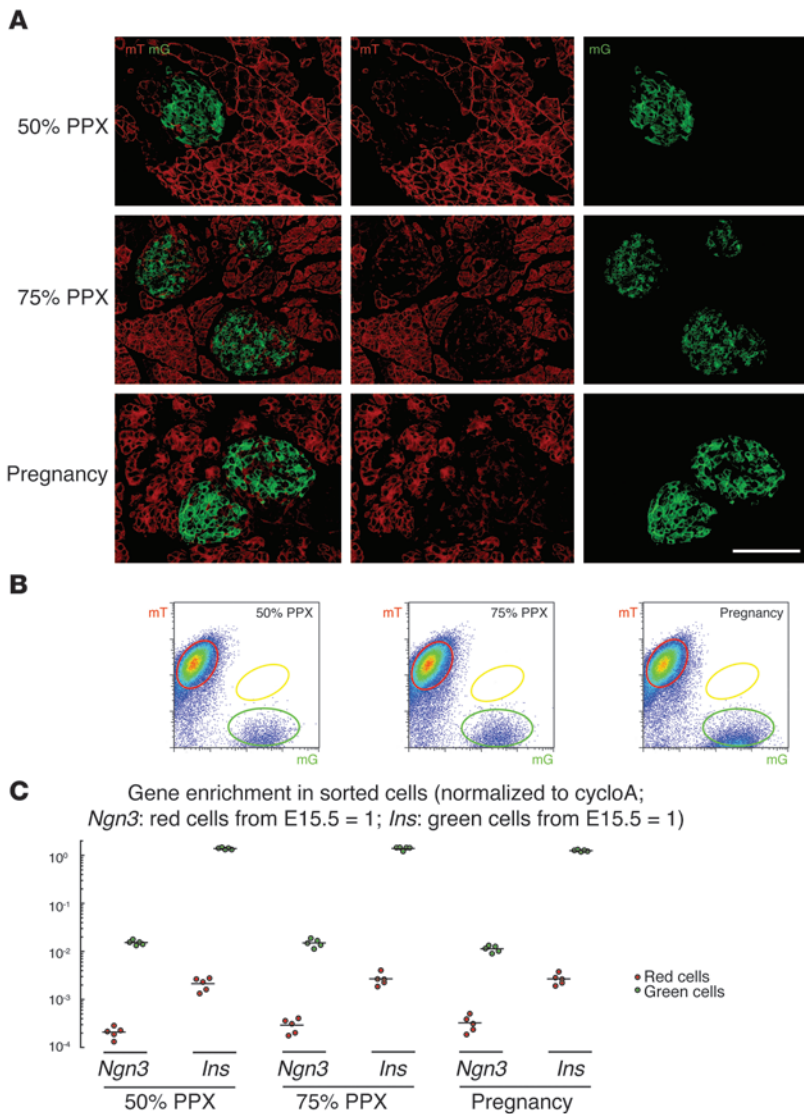 A
mT mG
mT
mG
50% PPX
75% PPX
Pregnancy
B
mT
50% PPX
mT
75% PPX
mT
Pregnancy
mG
mG
mG
C
Gene enrichment in sorted cells (normalized to cycloA;
Ngn3: red cells from E15.5 = 1; Ins: green cells from E15.5 = 1)
10⁰
10⁻¹
10⁻²
10⁻³
10⁻⁴
Red cells
Green cells
Ngn3 Ins Ngn3 Ins Ngn3 Ins
50% PPX 75% PPX Pregnancy